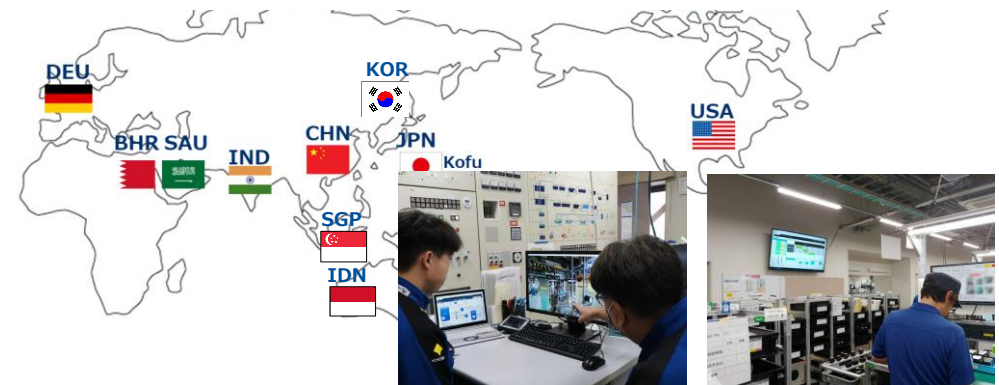 DEU
KOR
USA
CHN
JPN
BHR SAU
IND
Kofu
SGP
IDN